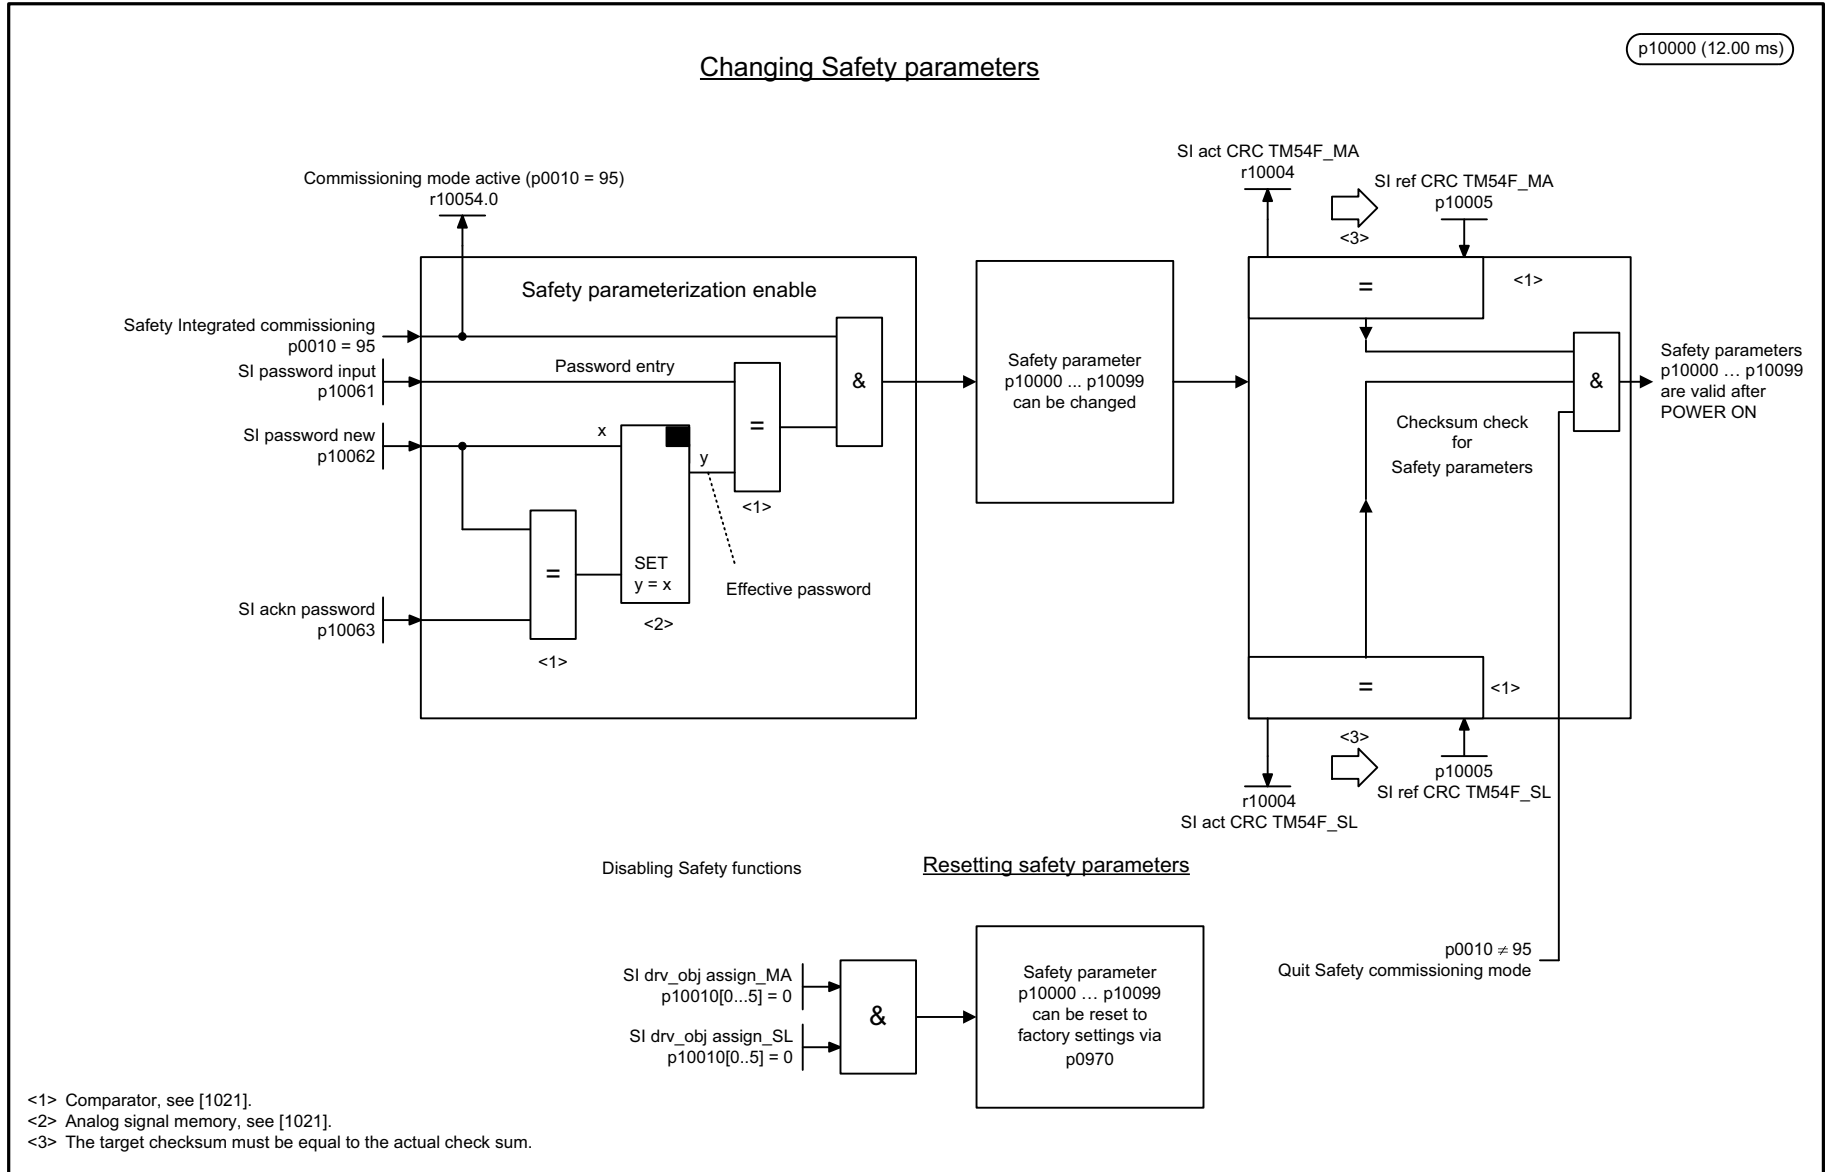 p10000 (12.00 ms)
Changing Safety parameters
SI act CRC TM54F_MA
r10004
SI ref CRC TM54F_MA
p10005
<3>
Commissioning mode active (p0010 = 95)
r10054.0
Safety parameterization enable
Safety Integrated commissioning
p0010 = 95
SI password input
p10061
Password entry
SI password new
p10062
x
y
=
&
<1>
=
SET
y = x
<2>
Effective password
SI ackn password
p10063
<1>
Safety parameter
p10000 ... p10099
can be changed
=
<1>
&
Safety parameters
p10000 … p10099
are valid after
POWER ON
Checksum check
for
Safety parameters
=
<1>
<3>
p10005
SI ref CRC TM54F_SL
r10004
SI act CRC TM54F_SL
Disabling Safety functions
Resetting safety parameters
p0010 ≠ 95
Quit Safety commissioning mode
SI drv_obj assign_MA
p10010[0...5] = 0
SI drv_obj assign_SL
p10010[0..5] = 0
&
Safety parameter
p10000 … p10099
can be reset to
factory settings via
p0970
<1> Comparator, see [1021].
<2> Analog signal memory, see [1021].
<3> The target checksum must be equal to the actual check sum.